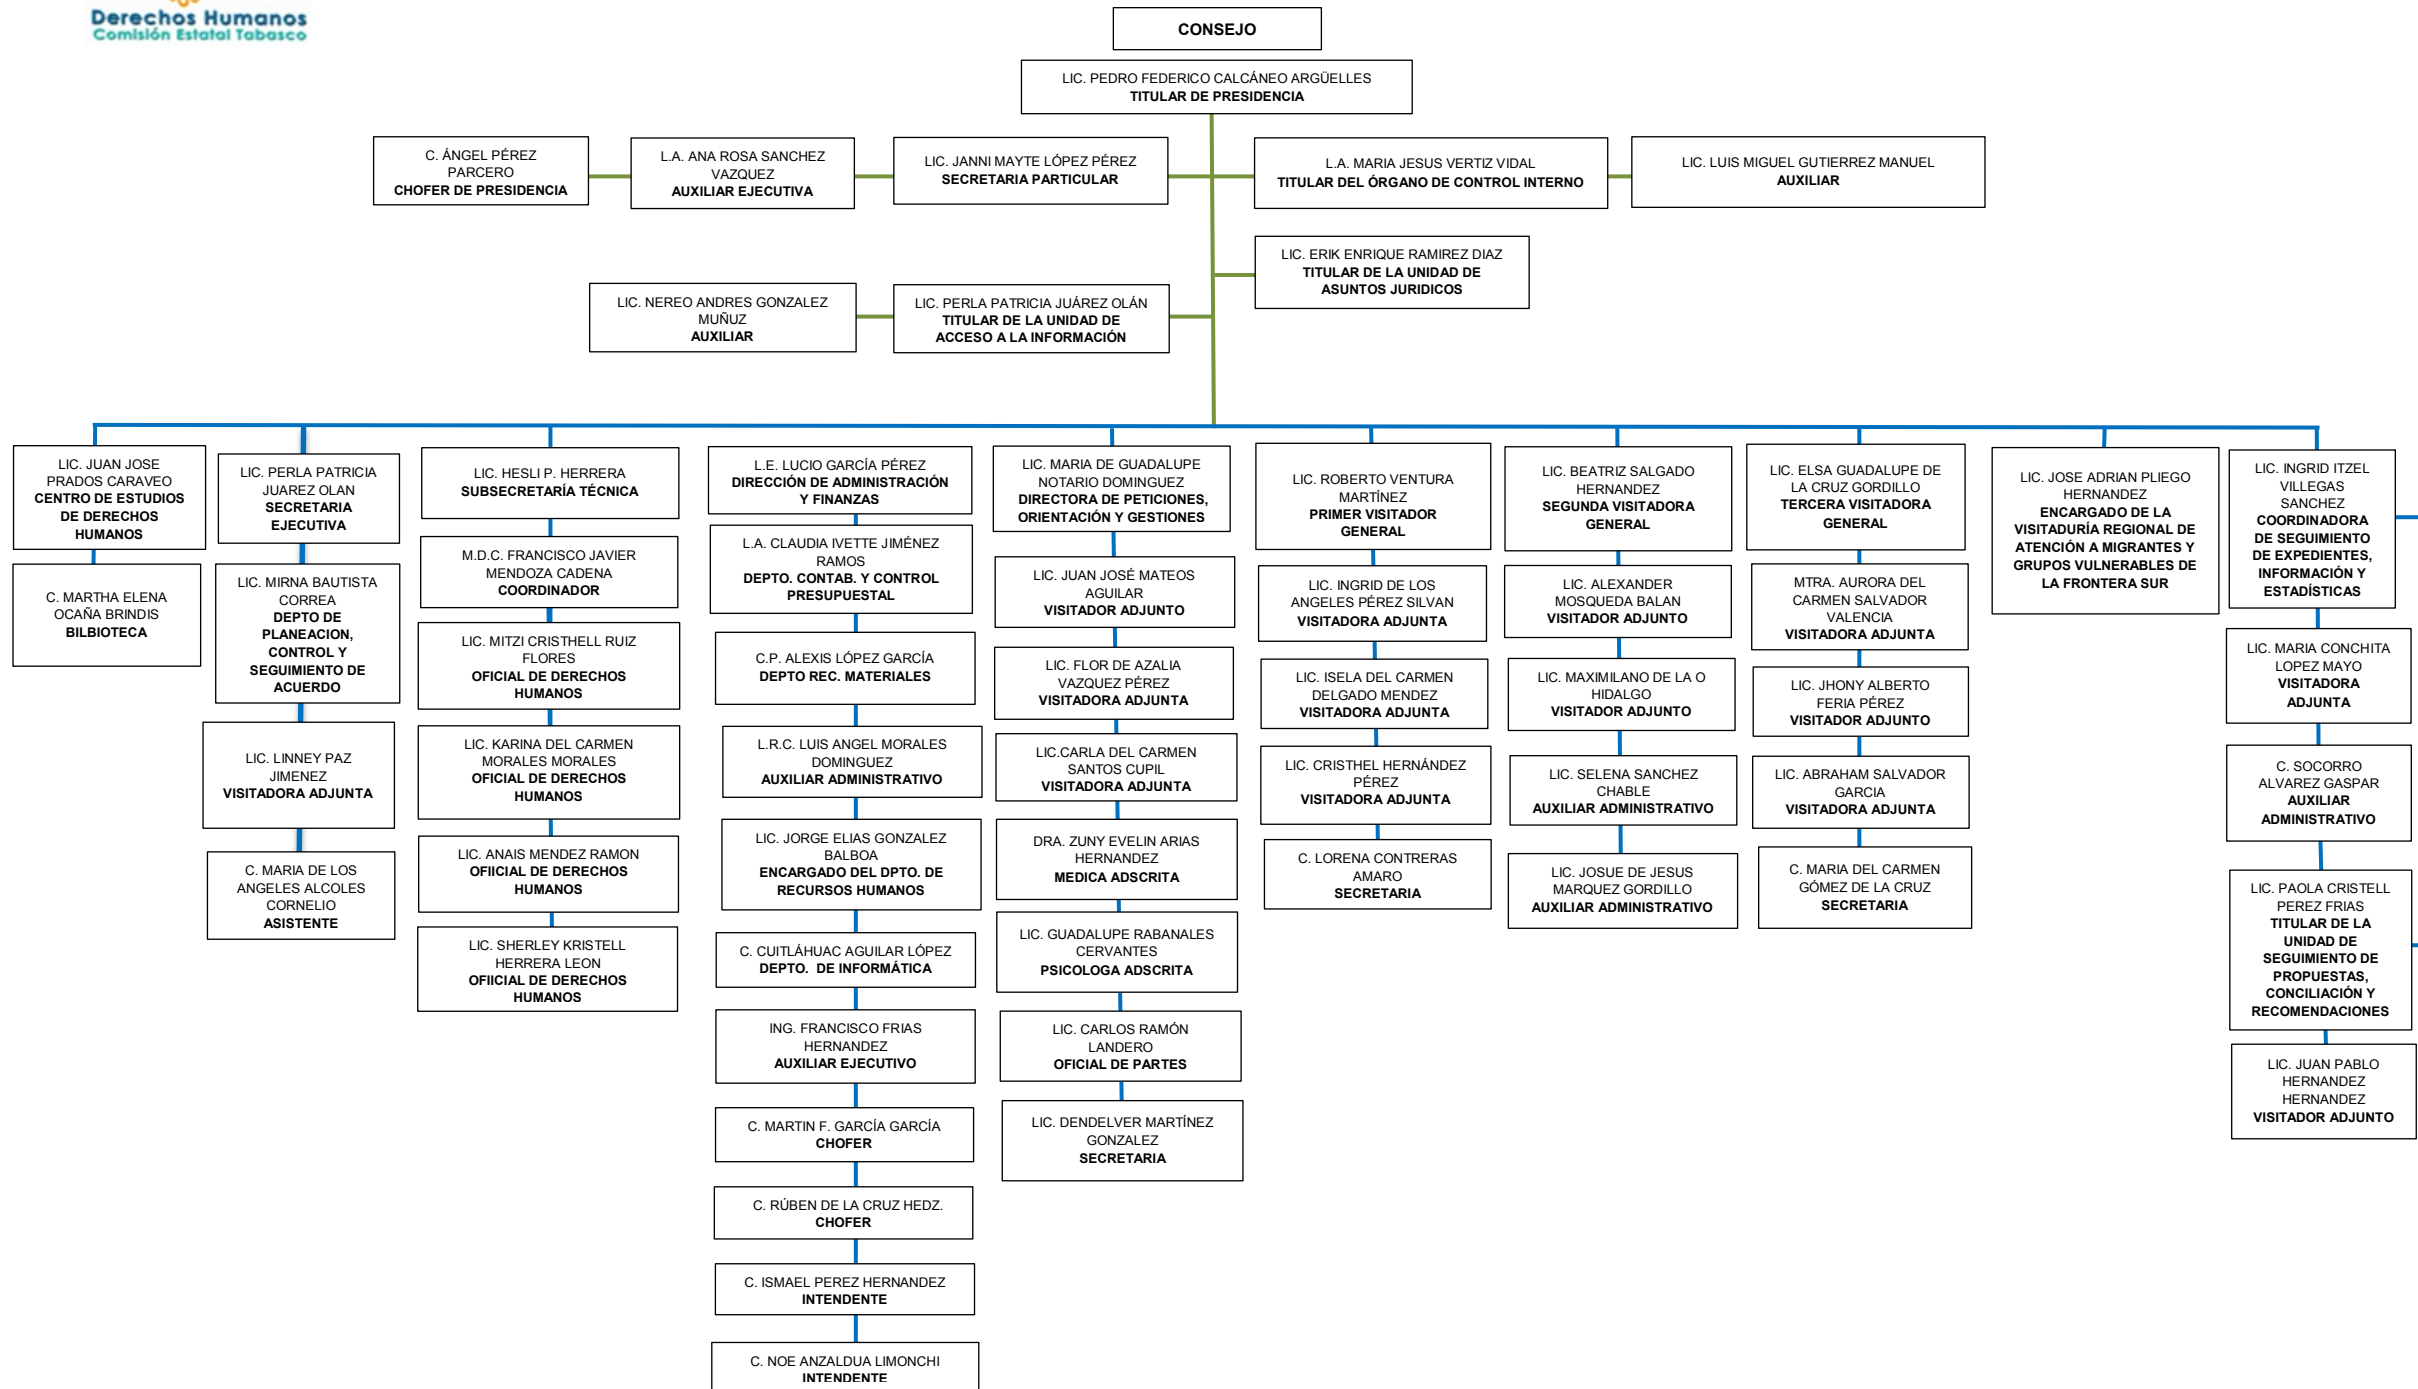 Derechos Humanos
Comisión Estatal Tabasco
CONSEJO
LIC. PEDRO FEDERICO CALCÁNEO ARGÜELLES
TITULAR DE PRESIDENCIA
C. ÁNGEL PÉREZ
PARCERO
CHOFER DE PRESIDENCIA
L.A. ANA ROSA SANCHEZ
VAZQUEZ
AUXILIAR EJECUTIVA
LIC. JANNI MAYTE LÓPEZ PÉREZ
SECRETARIA PARTICULAR
L.A. MARIA JESUS VERTIZ VIDAL
TITULAR DEL ÓRGANO DE CONTROL INTERNO
LIC. LUIS MIGUEL GUTIERREZ MANUEL
AUXILIAR
LIC. ERIK ENRIQUE RAMIREZ DIAZ
TITULAR DE LA UNIDAD DE
ASUNTOS JURIDICOS
LIC. NEREO ANDRES GONZALEZ
MUÑUZ
AUXILIAR
LIC. PERLA PATRICIA JUÁREZ OLÁN
TITULAR DE LA UNIDAD DE
ACCESO A LA INFORMACIÓN
LIC. JUAN JOSE
PRADOS CARAVEO
CENTRO DE ESTUDIOS
DE DERECHOS
HUMANOS
C. MARTHA ELENA
OCAÑA BRINDIS
BILBIOTECA
LIC. PERLA PATRICIA
JUAREZ OLAN
SECRETARIA
EJECUTIVA
LIC. MIRNA BAUTISTA
CORREA
DEPTO DE
PLANEACION,
CONTROL Y
SEGUIMIENTO DE
ACUERDO
LIC. LINNEY PAZ
JIMENEZ
VISITADORA ADJUNTA
C. MARIA DE LOS
ANGELES ALCOLES
CORNELIO
ASISTENTE
LIC. HESLI P. HERRERA
SUBSECRETARÍA TÉCNICA
M.D.C. FRANCISCO JAVIER
MENDOZA CADENA
COORDINADOR
LIC. MITZI CRISTHELL RUIZ
FLORES
OFICIAL DE DERECHOS
HUMANOS
LIC. KARINA DEL CARMEN
MORALES MORALES
OFICIAL DE DERECHOS
HUMANOS
LIC. ANAIS MENDEZ RAMON
OFIICIAL DE DERECHOS
HUMANOS
LIC. SHERLEY KRISTELL
HERRERA LEON
OFIICIAL DE DERECHOS
HUMANOS
L.E. LUCIO GARCÍA PÉREZ
DIRECCIÓN DE ADMINISTRACIÓN
Y FINANZAS
L.A. CLAUDIA IVETTE JIMÉNEZ
RAMOS
DEPTO. CONTAB. Y CONTROL
PRESUPUESTAL
C.P. ALEXIS LÓPEZ GARCÍA
DEPTO REC. MATERIALES
L.R.C. LUIS ANGEL MORALES
DOMINGUEZ
AUXILIAR ADMINISTRATIVO
LIC. JORGE ELIAS GONZALEZ
BALBOA
ENCARGADO DEL DPTO. DE
RECURSOS HUMANOS
C. CUITLÁHUAC AGUILAR LÓPEZ
DEPTO. DE INFORMÁTICA
ING. FRANCISCO FRIAS
HERNANDEZ
AUXILIAR EJECUTIVO
C. MARTIN F. GARCÍA GARCÍA
CHOFER
C. RÚBEN DE LA CRUZ HEDZ.
CHOFER
C. ISMAEL PEREZ HERNANDEZ
INTENDENTE
C. NOE ANZALDUA LIMONCHI
INTENDENTE
LIC. MARIA DE GUADALUPE
NOTARIO DOMINGUEZ
DIRECTORA DE PETICIONES,
ORIENTACIÓN Y GESTIONES
LIC. JUAN JOSÉ MATEOS
AGUILAR
VISITADOR ADJUNTO
LIC. FLOR DE AZALIA
VAZQUEZ PÉREZ
VISITADORA ADJUNTA
LIC.CARLA DEL CARMEN
SANTOS CUPIL
VISITADORA ADJUNTA
DRA. ZUNY EVELIN ARIAS
HERNANDEZ
MEDICA ADSCRITA
LIC. GUADALUPE RABANALES
CERVANTES
PSICOLOGA ADSCRITA
LIC. CARLOS RAMÓN
LANDERO
OFICIAL DE PARTES
LIC. DENDELVER MARTÍNEZ
GONZALEZ
SECRETARIA
LIC. ROBERTO VENTURA
MARTÍNEZ
PRIMER VISITADOR
GENERAL
LIC. INGRID DE LOS
ANGELES PÉREZ SILVAN
VISITADORA ADJUNTA
LIC. ISELA DEL CARMEN
DELGADO MENDEZ
VISITADORA ADJUNTA
LIC. CRISTHEL HERNÁNDEZ
PÉREZ
VISITADORA ADJUNTA
C. LORENA CONTRERAS
AMARO
SECRETARIA
LIC. BEATRIZ SALGADO
HERNANDEZ
SEGUNDA VISITADORA
GENERAL
LIC. ALEXANDER
MOSQUEDA BALAN
VISITADOR ADJUNTO
LIC. MAXIMILANO DE LA O
HIDALGO
VISITADOR ADJUNTO
LIC. SELENA SANCHEZ
CHABLE
AUXILIAR ADMINISTRATIVO
LIC. JOSUE DE JESUS
MARQUEZ GORDILLO
AUXILIAR ADMINISTRATIVO
LIC. ELSA GUADALUPE DE
LA CRUZ GORDILLO
TERCERA VISITADORA
GENERAL
MTRA. AURORA DEL
CARMEN SALVADOR
VALENCIA
VISITADORA ADJUNTA
LIC. JHONY ALBERTO
FERIA PÉREZ
VISITADOR ADJUNTO
LIC. ABRAHAM SALVADOR
GARCIA
VISITADORA ADJUNTA
C. MARIA DEL CARMEN
GÓMEZ DE LA CRUZ
SECRETARIA
LIC. JOSE ADRIAN PLIEGO
HERNANDEZ
ENCARGADO DE LA
VISITADURÍA REGIONAL DE
ATENCIÓN A MIGRANTES Y
GRUPOS VULNERABLES DE
LA FRONTERA SUR
LIC. INGRID ITZEL
VILLEGAS
SANCHEZ
COORDINADORA
DE SEGUIMIENTO
DE EXPEDIENTES,
INFORMACIÓN Y
ESTADÍSTICAS
LIC. MARIA CONCHITA
LOPEZ MAYO
VISITADORA
ADJUNTA
C. SOCORRO
ALVAREZ GASPAR
AUXILIAR
ADMINISTRATIVO
LIC. PAOLA CRISTELL
PEREZ FRIAS
TITULAR DE LA
UNIDAD DE
SEGUIMIENTO DE
PROPUESTAS,
CONCILIACIÓN Y
RECOMENDACIONES
LIC. JUAN PABLO
HERNANDEZ
HERNANDEZ
VISITADOR ADJUNTO